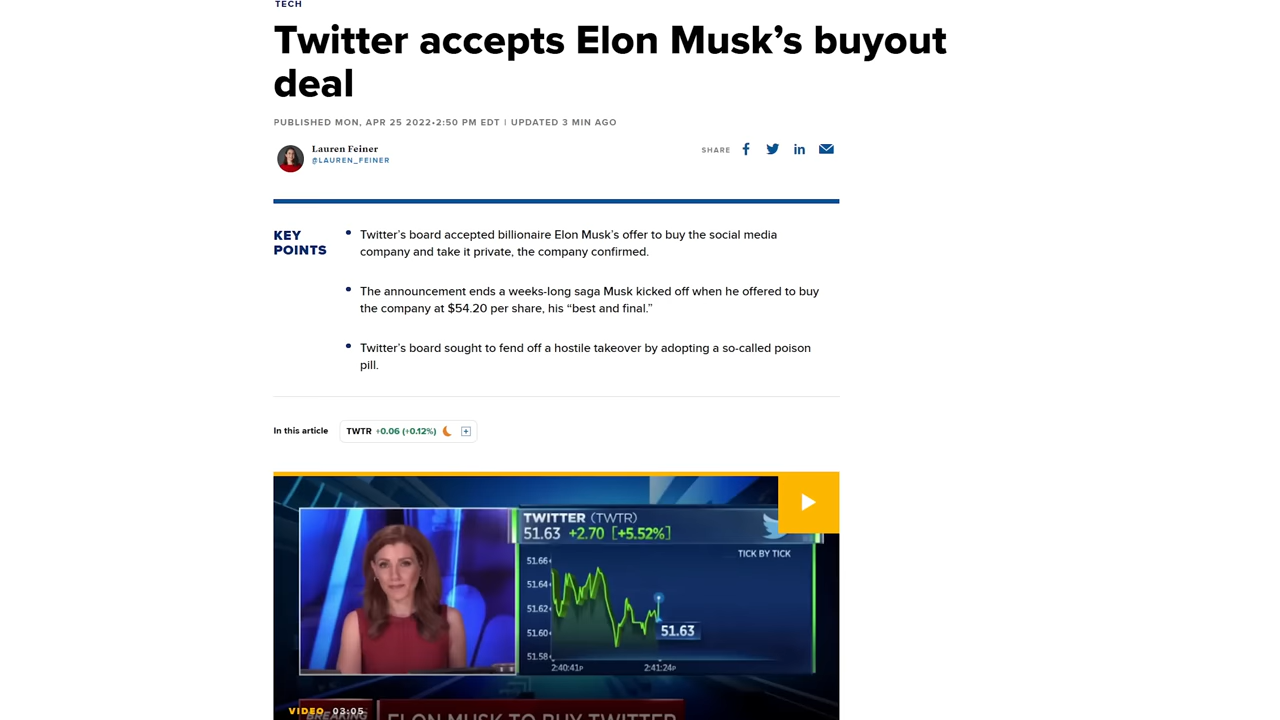 TECH
Twitter accepts Elon Musk’s buyout
deal
PUBLISHED MON, APR 25 2022•2:50 PM EDT | UPDATED 3 MIN AGO
Lauren Feiner
@LAUREN_FEINER
SHARE
KEY
POINTS
• Twitter’s board accepted billionaire Elon Musk’s offer to buy the social media
company and take it private, the company confirmed.
• The announcement ends a weeks-long saga Musk kicked off when he offered to buy
the company at $54.20 per share, his “best and final.”
• Twitter’s board sought to fend off a hostile takeover by adopting a so-called poison
pill.
In this article
TWTR +0.06 (+0.12%)
TWITTER (TWTR)
51.63 +2.70 [+5.52%]
TICK BY TICK
51.66
51.64
51.62
51.60
51.58
51.63
2:40:41P 2:41:24P
VIDEO 03:05
BREAKING
ELON MUSK TO BUY TWITTER